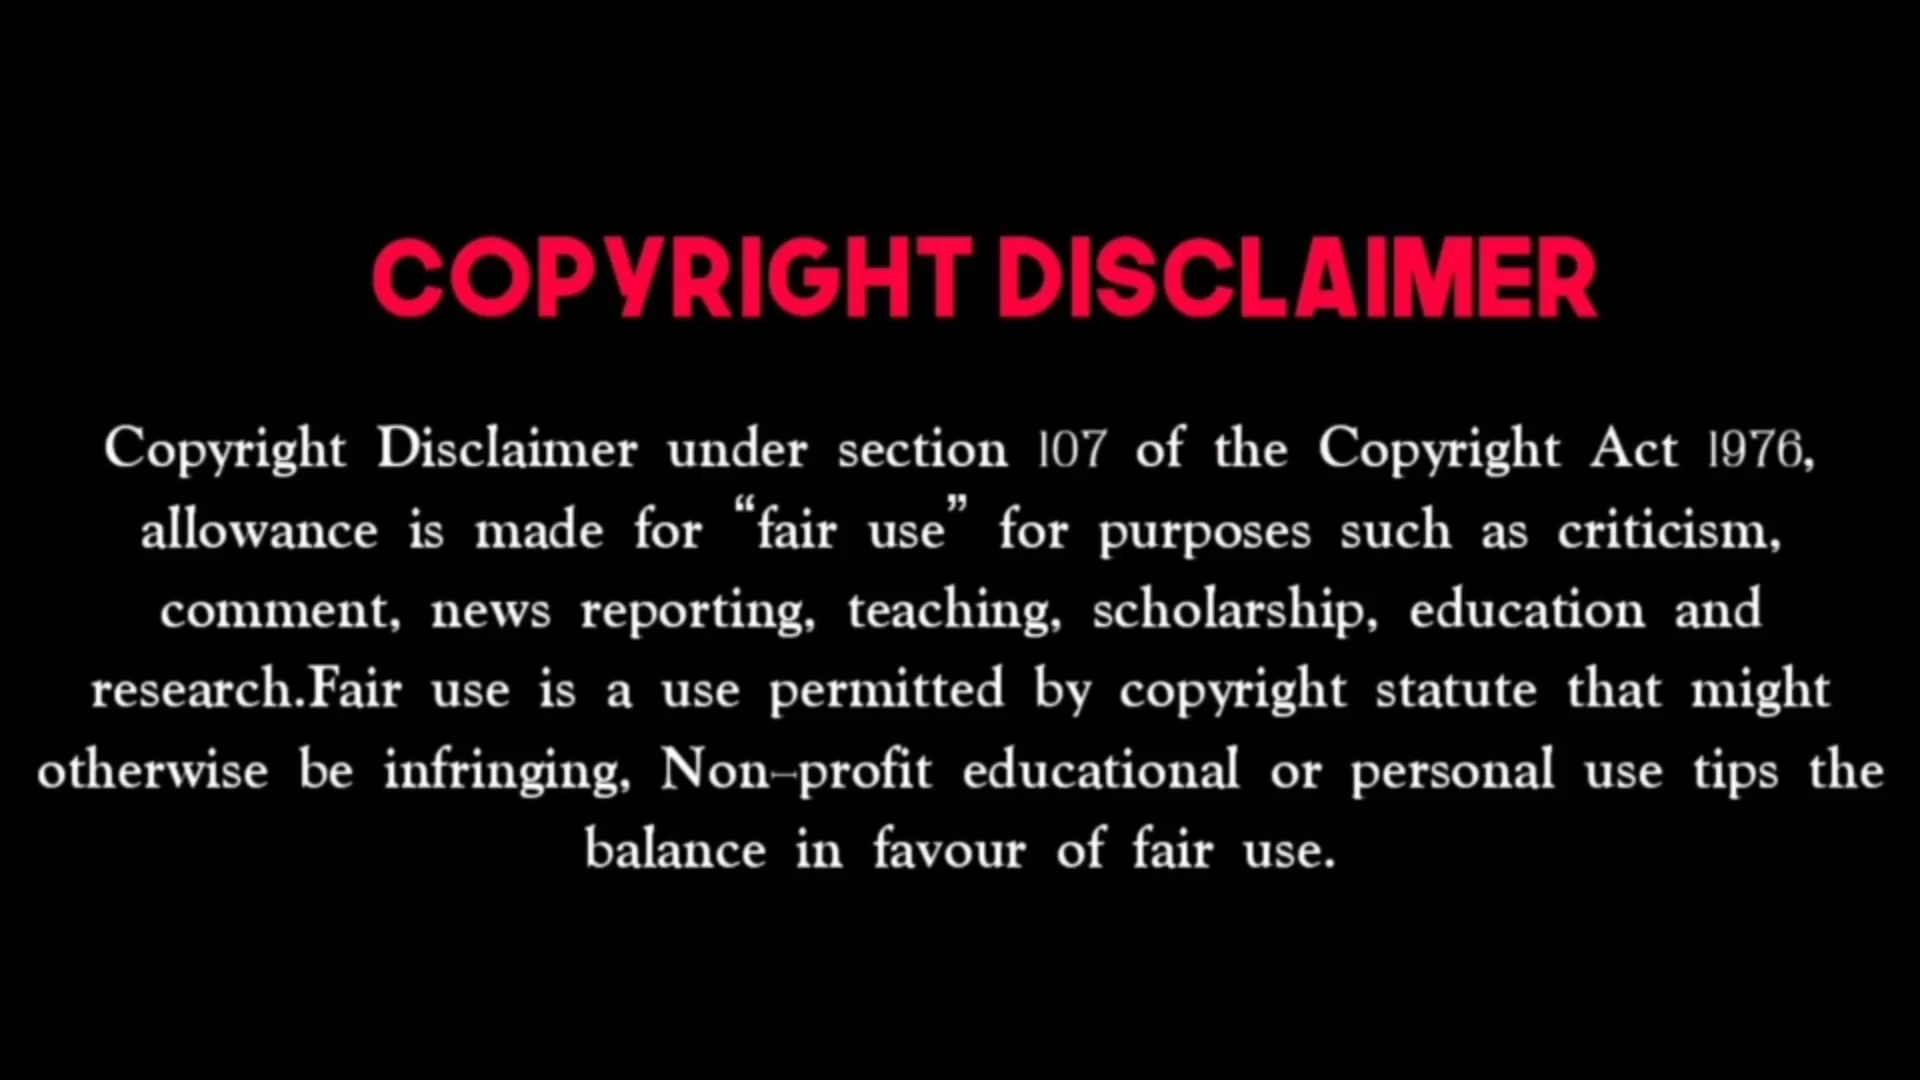 COPYRIGHT DISCLAIMER
Copyright Disclaimer under section 107 of the Copyright Act 1976,
allowance is made for “fair use” for purposes such as criticism,
comment, news reporting, teaching, scholarship, education and
research.Fair use is a use permitted by copyright statute that might
otherwise be infringing, Non-profit educational or personal use tips the
balance in favour of fair use.